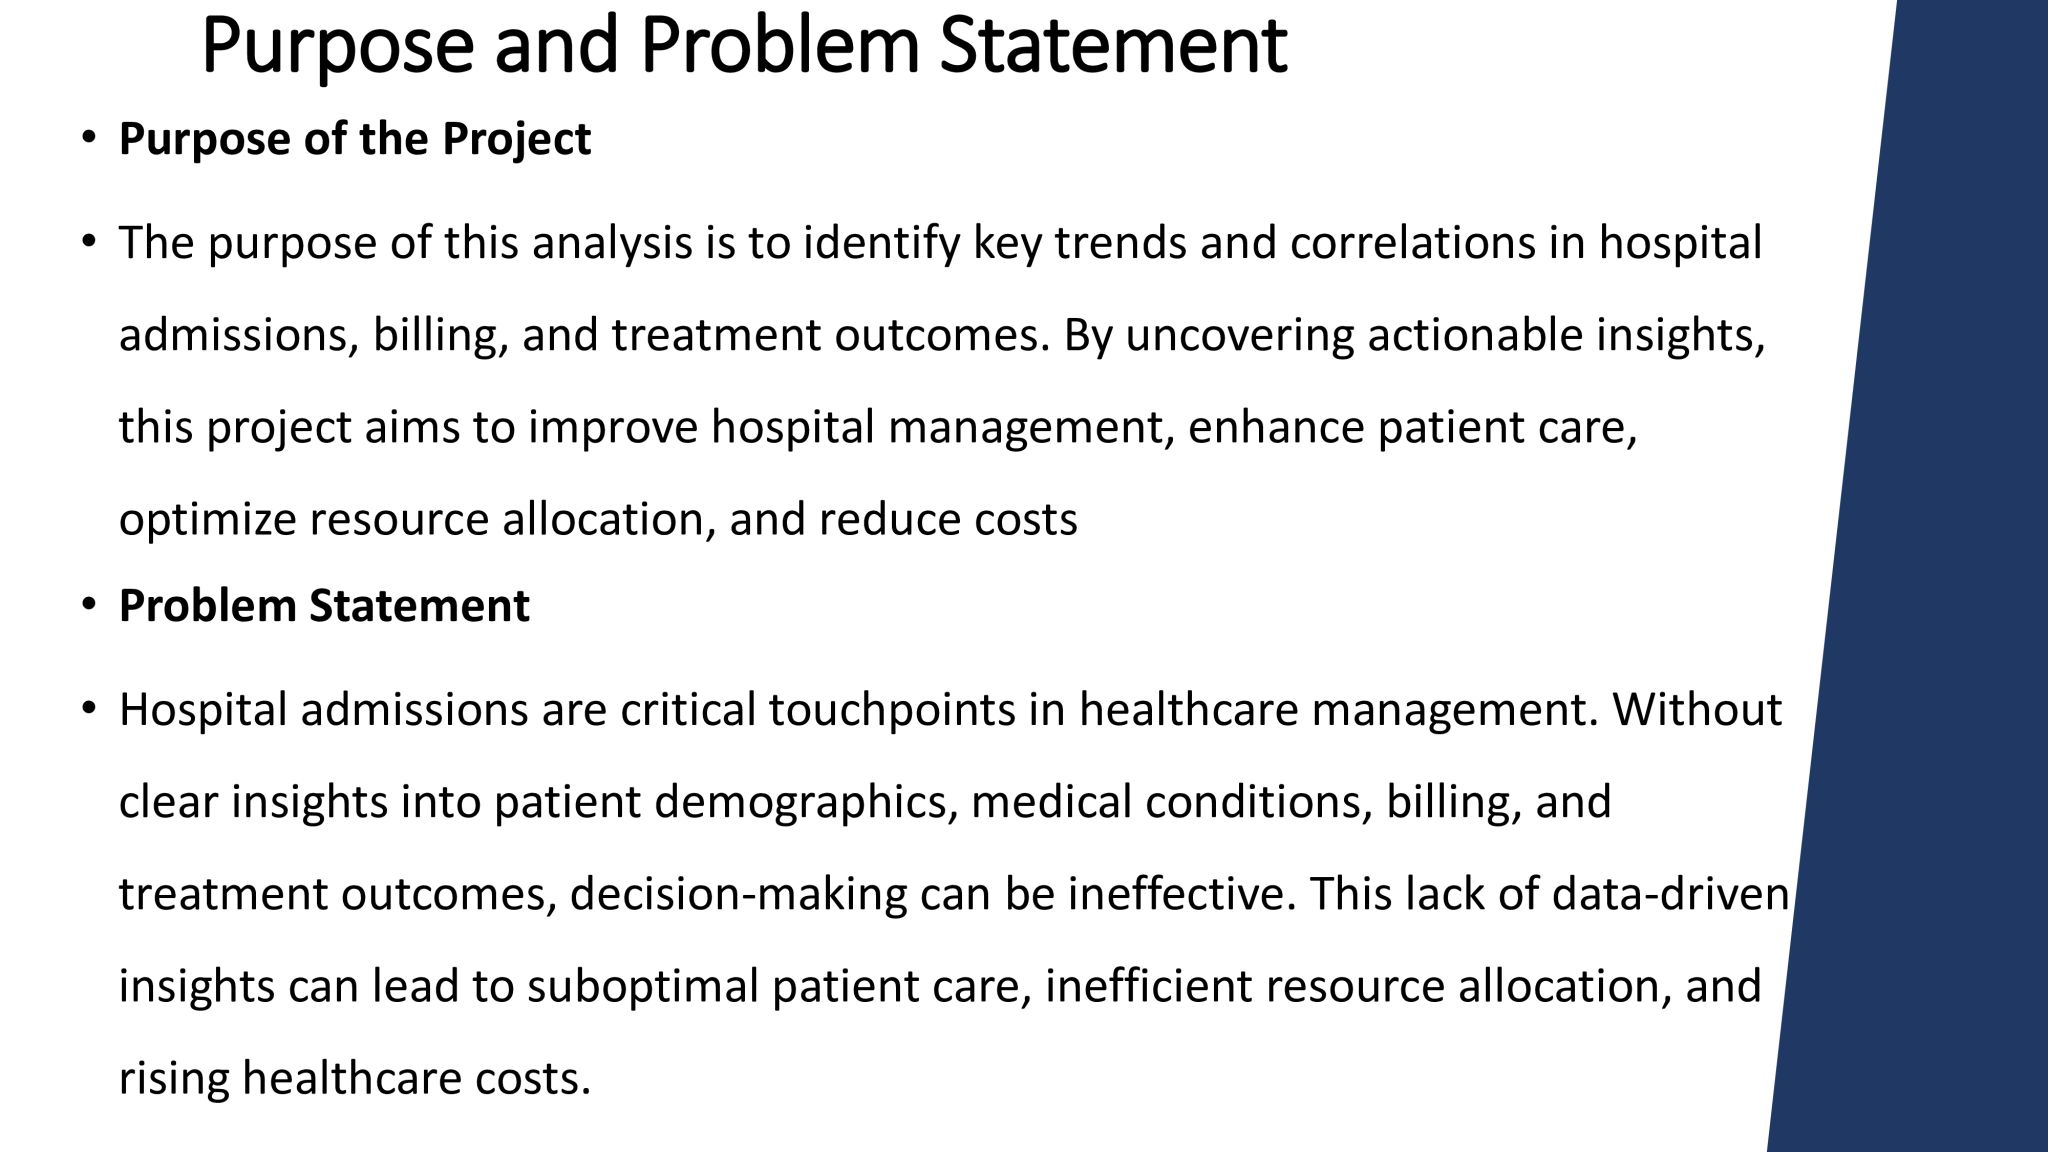 Purpose and Problem Statement
• Purpose of the Project
• The purpose of this analysis is to identify key trends and correlations in hospital
admissions, billing, and treatment outcomes. By uncovering actionable insights,
this project aims to improve hospital management, enhance patient care,
optimize resource allocation, and reduce costs
• Problem Statement
• Hospital admissions are critical touchpoints in healthcare management. Without
clear insights into patient demographics, medical conditions, billing, and
treatment outcomes, decision-making can be ineffective. This lack of data-driven
insights can lead to suboptimal patient care, inefficient resource allocation, and
rising healthcare costs.